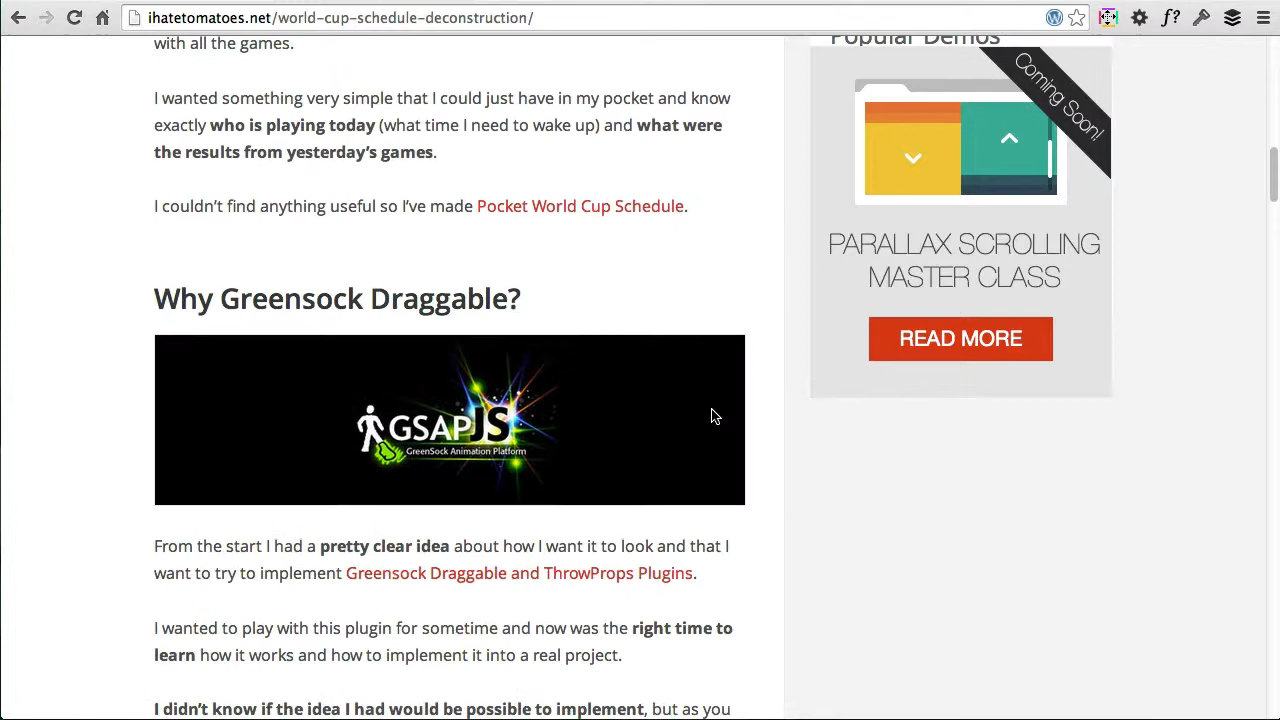 ihatetomatoes.net/world-cup-schedule-deconstruction/
f?
with all the games.
I wanted something very simple that I could just have in my pocket and know
exactly who is playing today (what time I need to wake up) and what were
the results from yesterday’s games.
I couldn’t find anything useful so I’ve made Pocket World Cup Schedule.
Why Greensock Draggable?
GSAPJS
GreenSock Animation Platform
From the start I had a pretty clear idea about how I want it to look and that I
want to try to implement Greensock Draggable and ThrowProps Plugins.
I wanted to play with this plugin for sometime and now was the right time to
learn how it works and how to implement it into a real project.
I didn’t know if the idea I had would be possible to implement, but as you
Popular Demos
Coming Soon!
PARALLAX SCROLLING
MASTER CLASS
READ MORE